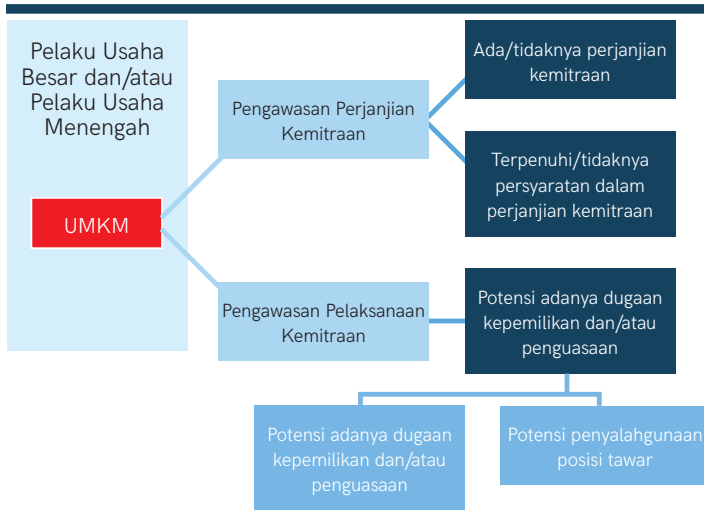 Pelaku Usaha
Besar dan/atau
Pelaku Usaha
Menengah
UMKM
Pengawasan Perjanjian
Kemitraan
Ada/tidaknya perjanjian
kemitraan
Terpenuhi/tidaknya
persyaratan dalam
perjanjian kemitraan
Pengawasan Pelaksanaan
Kemitraan
Potensi adanya dugaan
kepemilikan dan/atau
penguasaan
Potensi adanya dugaan
kepemilikan dan/atau
penguasaan
Potensi penyalahgunaan
posisi tawar